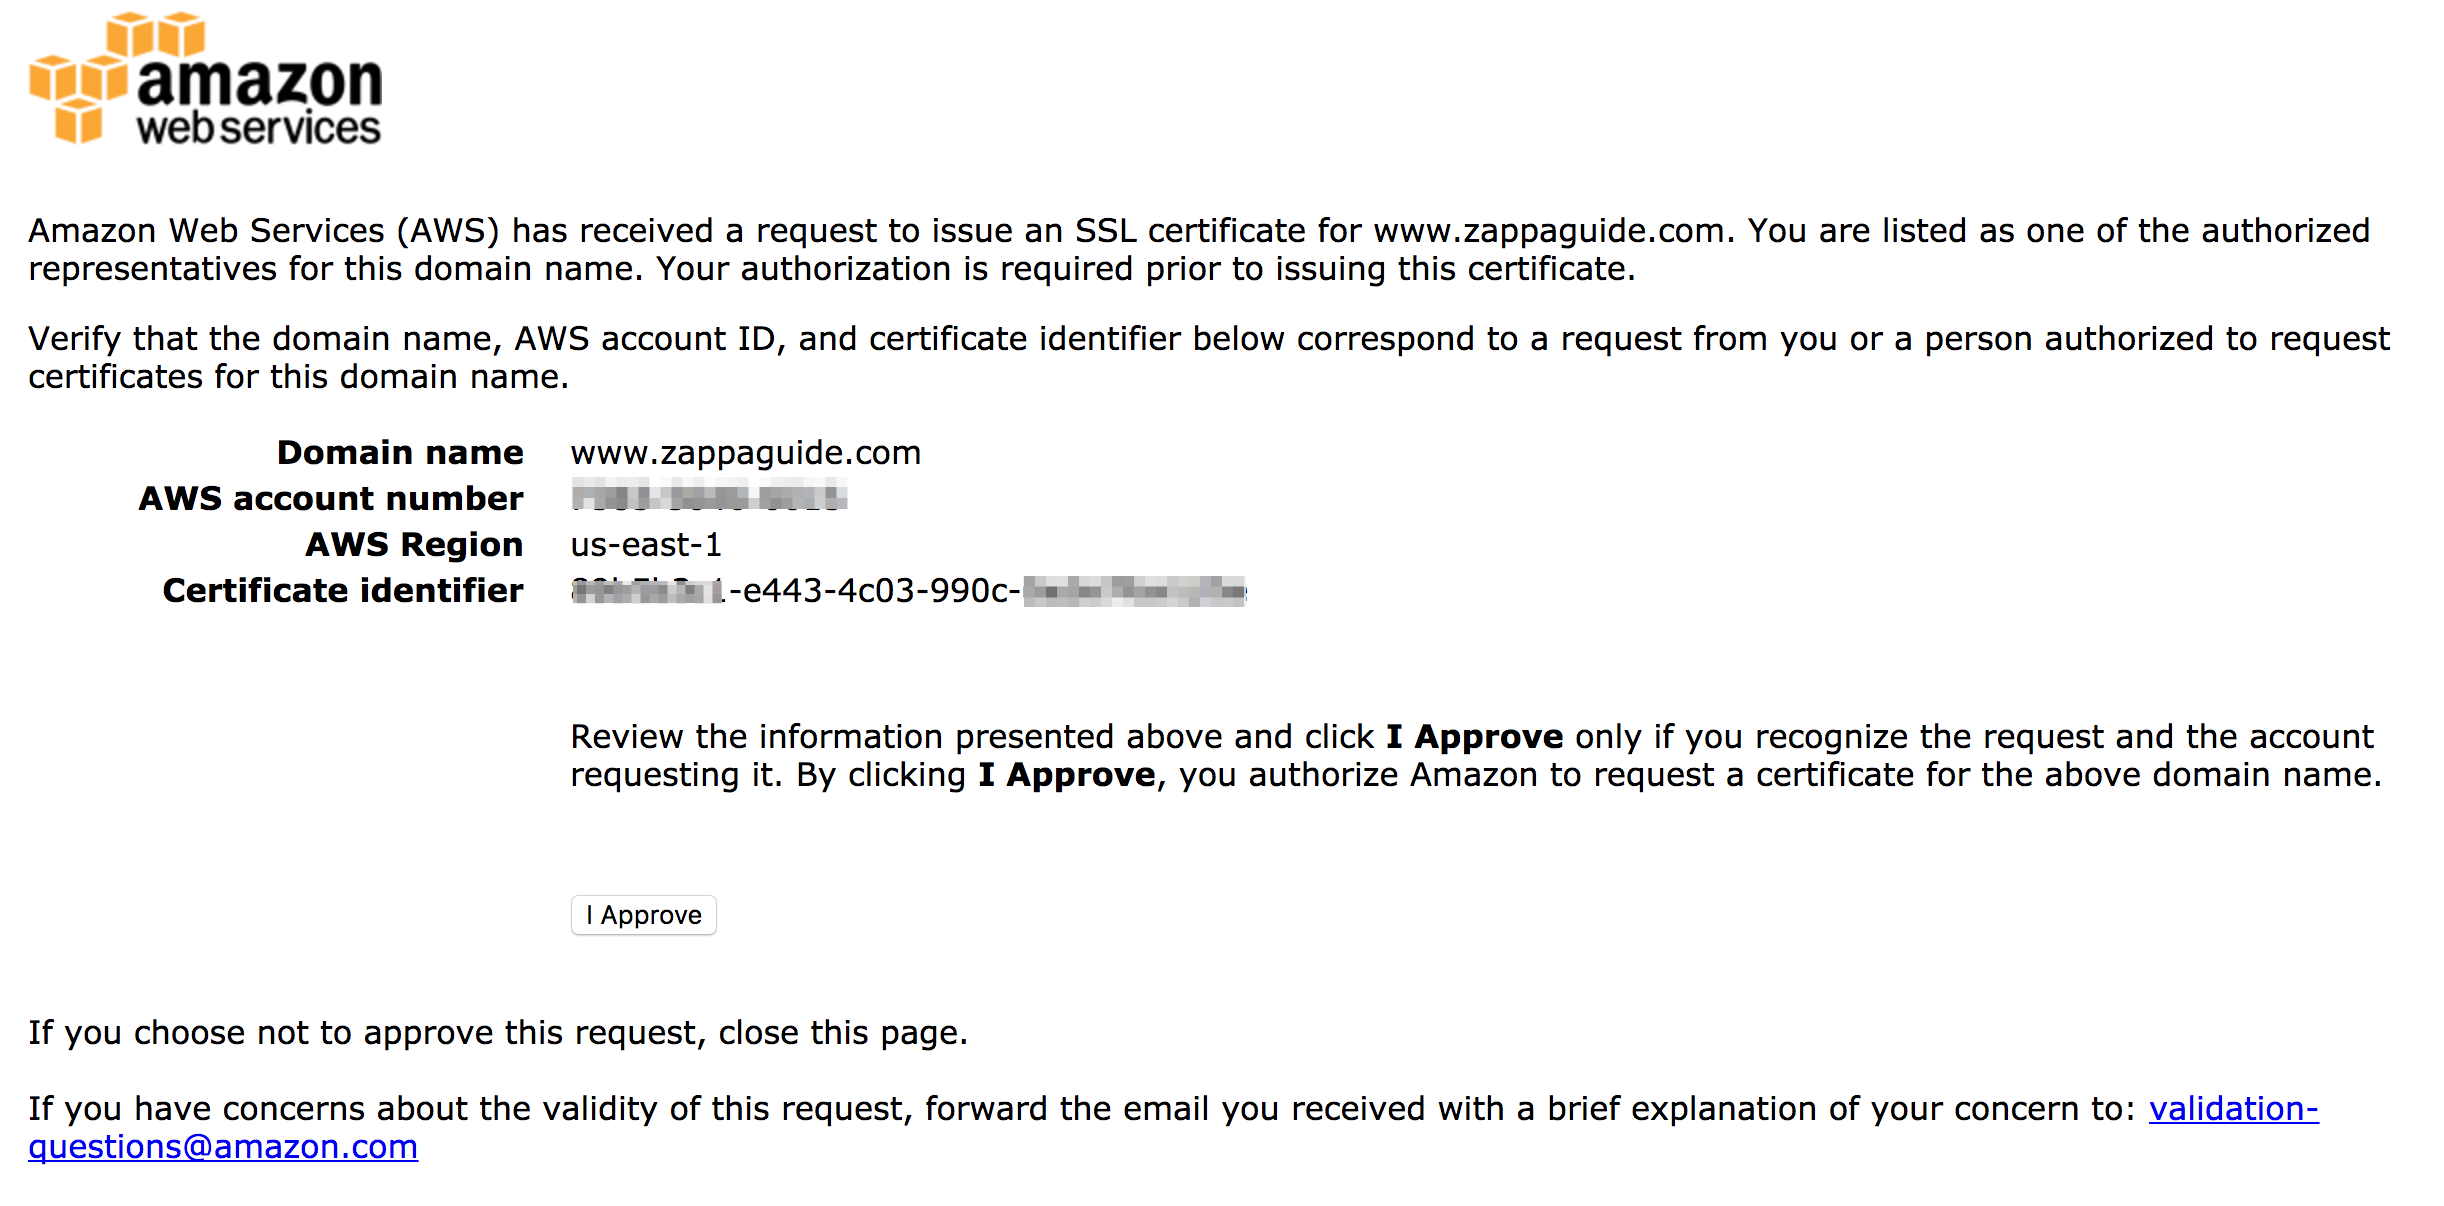 amazon
web services
Amazon Web Services (AWS) has received a request to issue an SSL certificate for www.zappaguide.com. You are listed as one of the authorized
representatives for this domain name. Your authorization is required prior to issuing this certificate.
Verify that the domain name, AWS account ID, and certificate identifier below correspond to a request from you or a person authorized to request
certificates for this domain name.
Domain name www.zappaguide.com
AWS account number
AWS Region us-east-1
Certificate identifier -e443-4c03-990c-
Review the information presented above and click I Approve only if you recognize the request and the account
requesting it. By clicking I Approve, you authorize Amazon to request a certificate for the above domain name.
I Approve
If you choose not to approve this request, close this page.
If you have concerns about the validity of this request, forward the email you received with a brief explanation of your concern to: validation-
questions@amazon.com